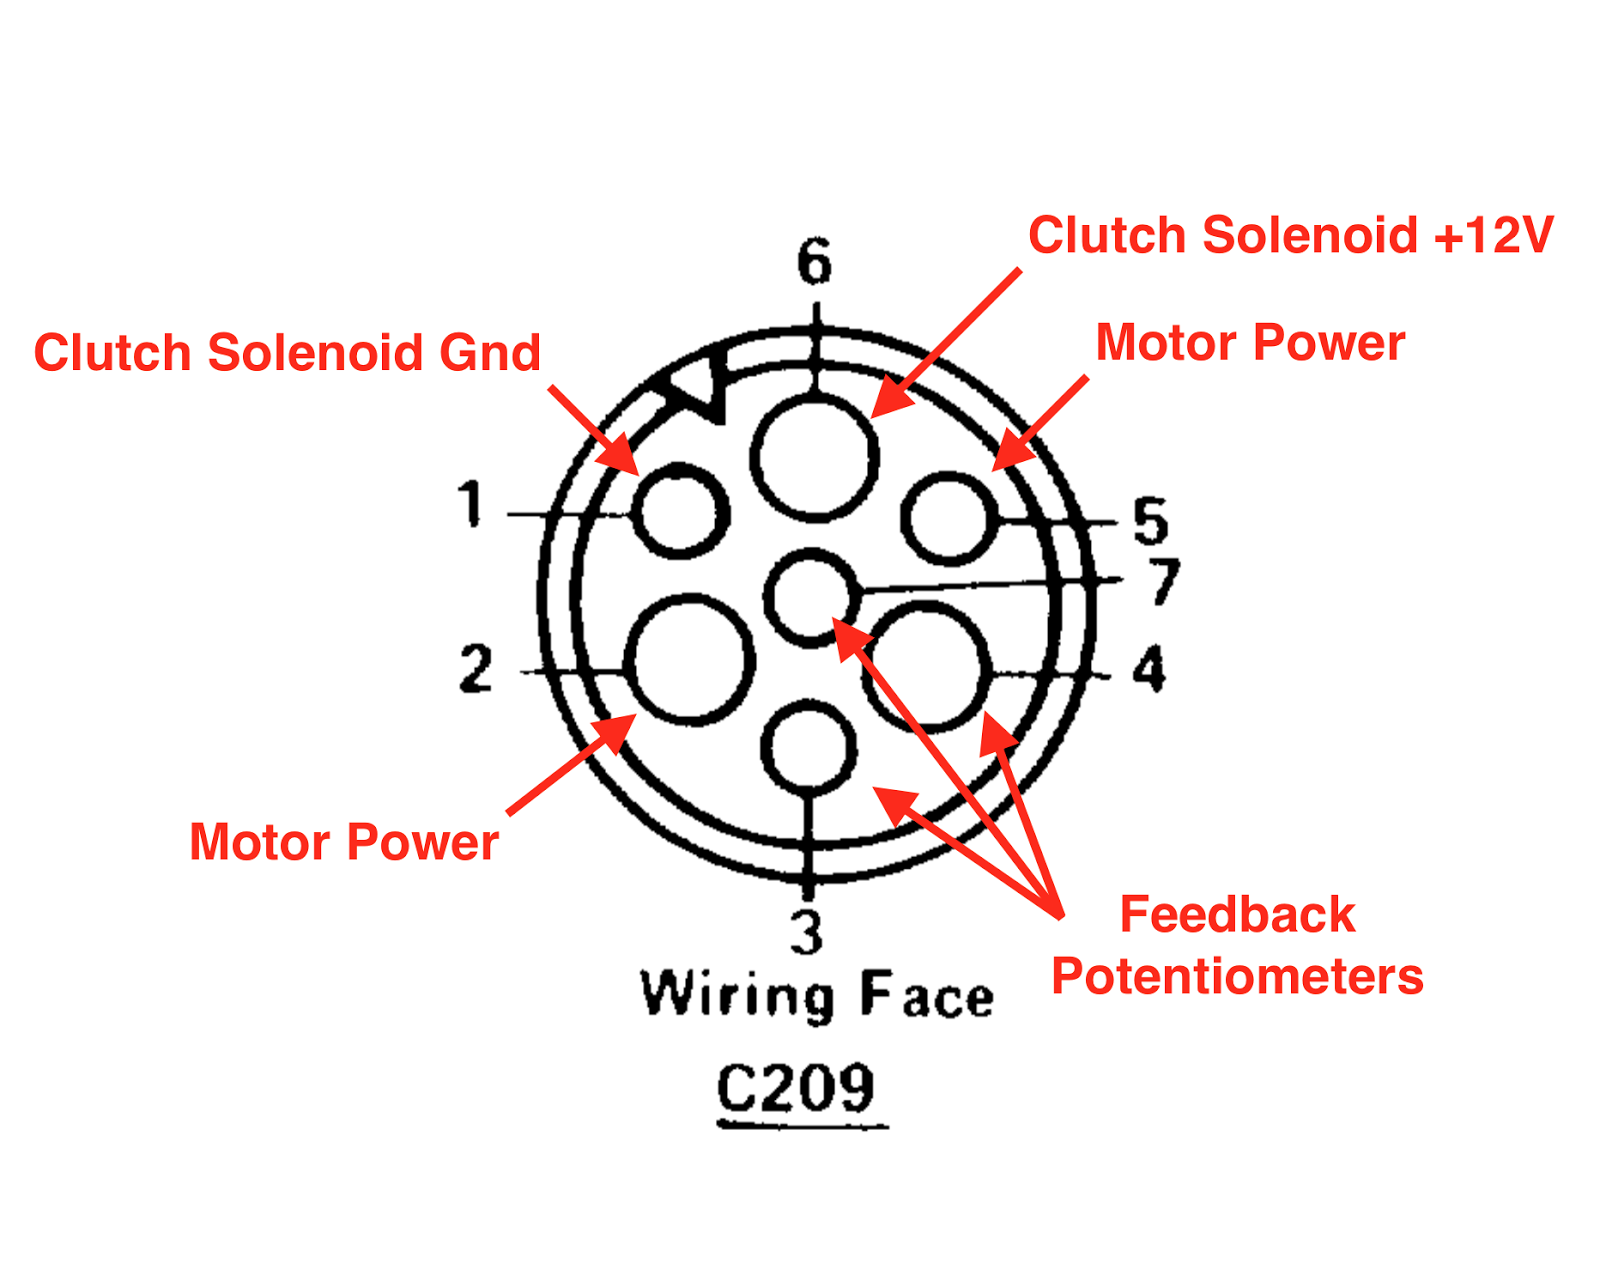 Clutch Solenoid +12V
6
Motor Power
Clutch Solenoid Gnd
1
5
7
2
4
Motor Power
3
Feedback
Potentiometers
Wiring Face
C209